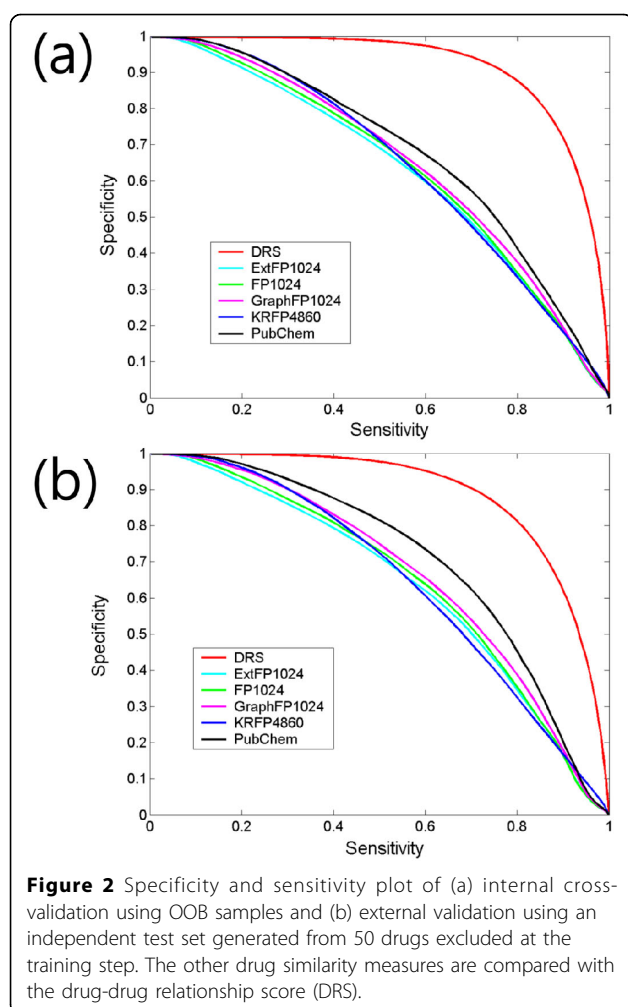 (a)
1
0.9
0.8
0.7
0.6
0.5
0.4
0.3
0.2
0.1
0
Specificity
DRS
ExtFP1024
FP1024
GraphFP1024
KRFP4860
PubChem
0 0.2 0.4 0.6 0.8 1
Sensitivity
(b)
1
0.9
0.8
0.7
0.6
0.5
0.4
0.3
0.2
0.1
0
Specificity
DRS
ExtFP1024
FP1024
GraphFP1024
KRFP4860
PubChem
0 0.2 0.4 0.6 0.8 1
Sensitivity
Figure 2 Specificity and sensitivity plot of (a) internal cross-
validation using OOB samples and (b) external validation using an
independent test set generated from 50 drugs excluded at the
training step. The other drug similarity measures are compared with
the drug-drug relationship score (DRS).